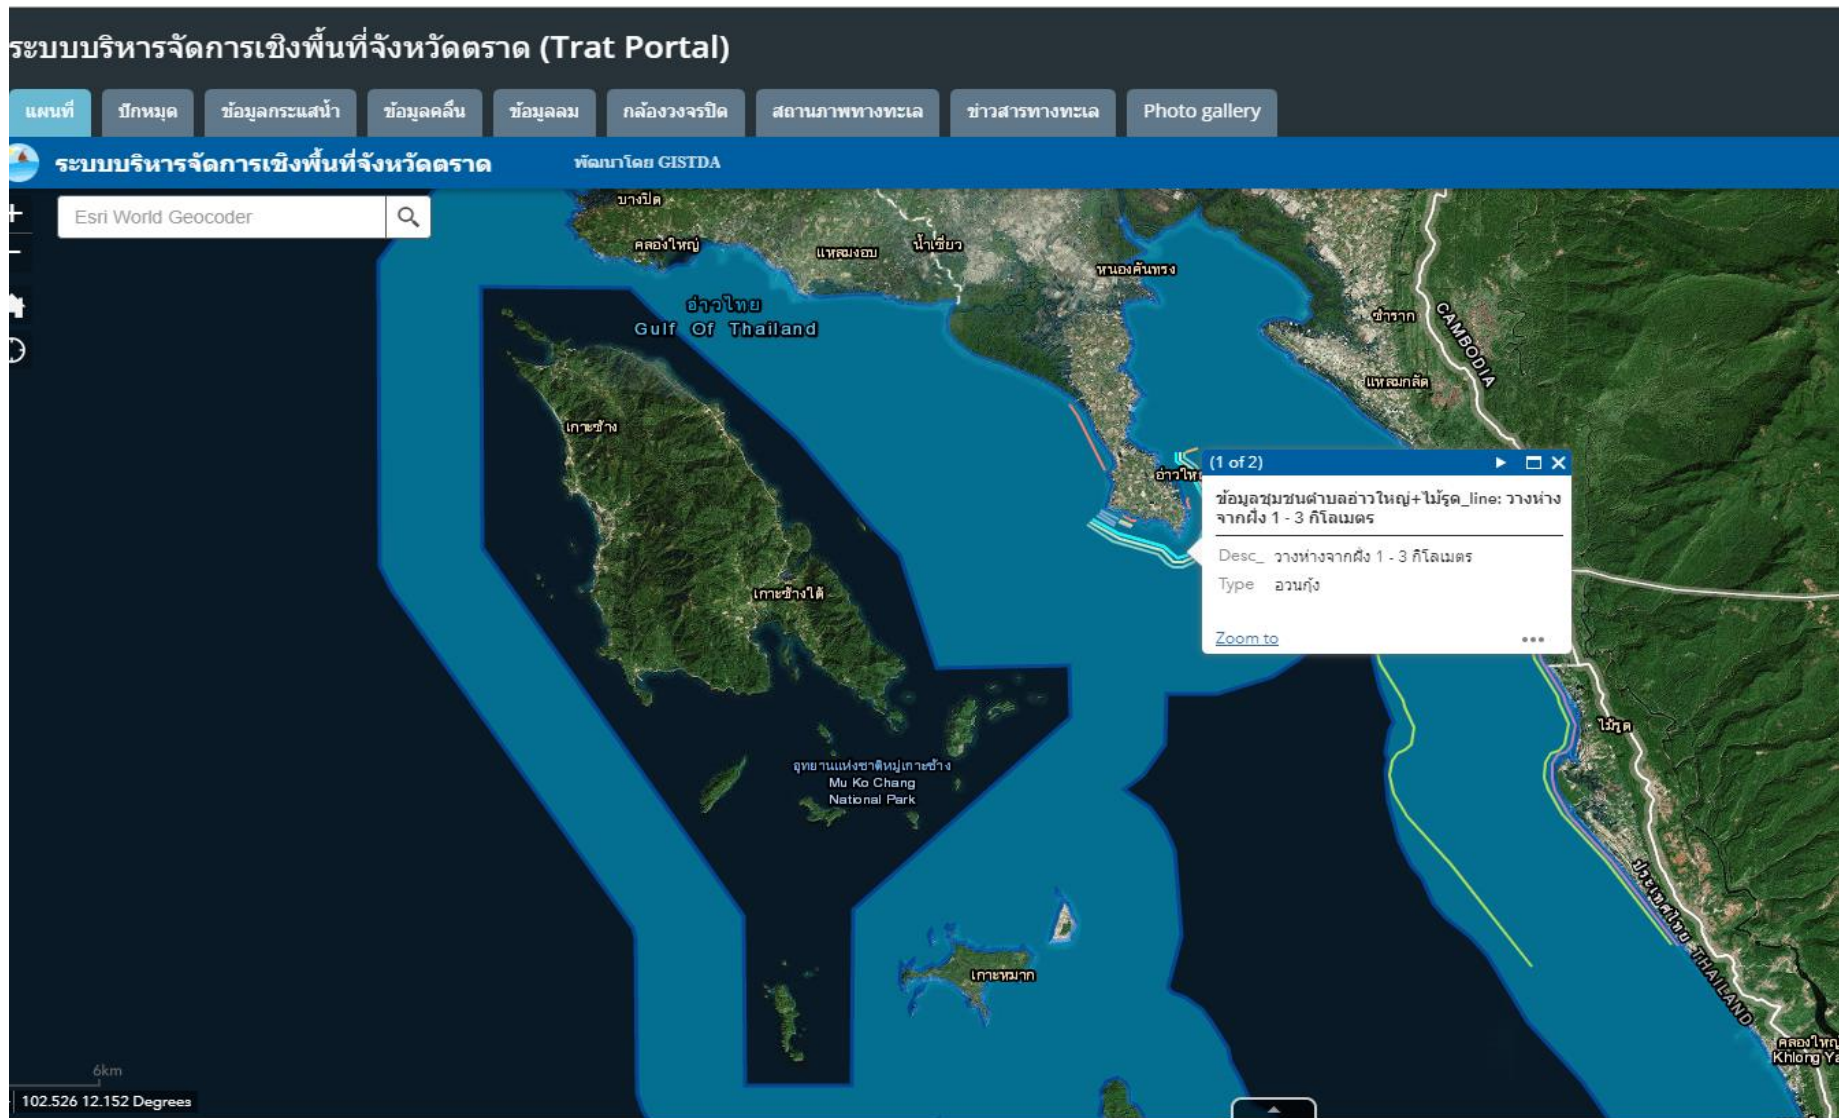 ระบบบริหารจัดการเชิงพื้นที่จังหวัดตราด (Trat Portal)
แผนที่ ปักหมุด ข้อมูลกระแสน้ำ ข้อมูลคลื่น ข้อมูลลม กล้องวงจรปิด สถานภาพทางทะเล ข่าวสารทางทะเล Photo gallery
ระบบบริหารจัดการเชิงพื้นที่จังหวัดตราด พัฒนาโดย GISTDA
Esri World Geocoder
บางปิด
คลองใหญ่
แหลมงอบ
น้ำเชี่ยว
หนองคันทรง
อ่าวไทย
Gulf Of Thailand
ชำราก
CAMBODIA
แหลมกลัด
เกาะช้าง
(1 of 2)
ข้อมูลชุมชนตำบลอ่าวใหญ่+ไม้รูด_line: วางห่าง
จากฝั่ง 1 - 3 กิโลเมตร
Desc_ วางห่างจากฝั่ง 1 - 3 กิโลเมตร
Type อวนกุ้ง
Zoom to
เกาะช้างใต้
ไม้รูด
อุทยานแห่งชาติหมู่เกาะช้าง
Mu Ko Chang
National Park
ประเทศไทย THAILAND
เกาะหมาก
คลองใหญ่
Khlong Ya
6km
102.526 12.152 Degrees